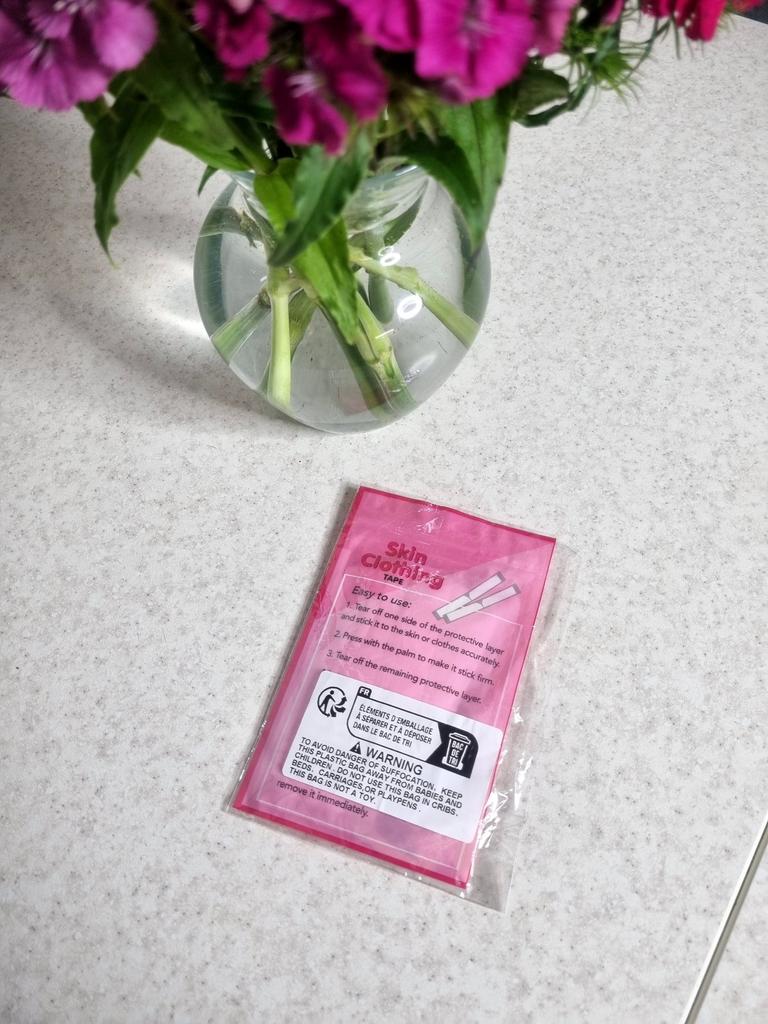 Skin
Clothing
TAPE
Easy to use:
1. Tear off one side of the protective layer
and stick it to the skin or clothes accurately.
2. Press with the palm to make it stick firm.
3. Tear off the remaining protective layer.
FR
ÉLÉMENTS D'EMBALLAGE
À SÉPARER ET À DÉPOSER
DANS LE BAC DE TRI
BAC
DE
TRI
WARNING
TO AVOID DANGER OF SUFFOCATION, KEEP
THIS PLASTIC BAG AWAY FROM BABIES AND
CHILDREN. DO NOT USE THIS BAG IN CRIBS,
BEDS, CARRIAGES,OR PLAYPENS.
THIS BAG IS NOT A TOY.
remove it immediately.